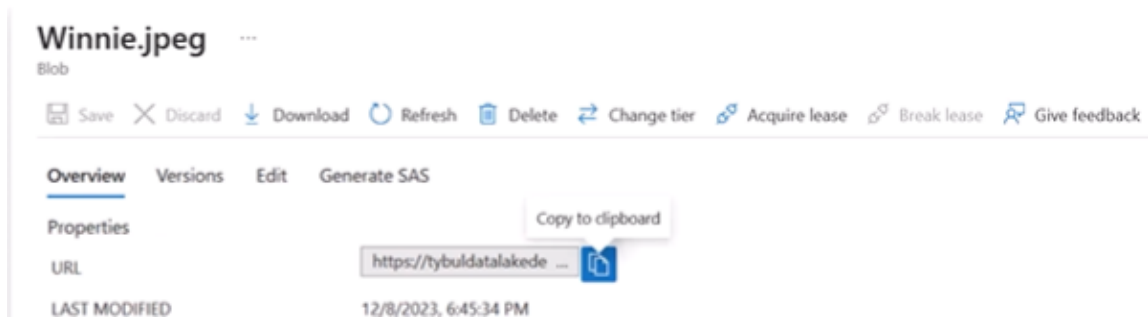 Winnie.jpeg ...
Blob
Save Discard Download Refresh Delete Change tier Acquire lease Break lease Give feedback
Overview Versions Edit Generate SAS
Copy to clipboard
Properties
URL https://tybuldatalakede ...
LAST MODIFIED 12/8/2023, 6:45:34 PM